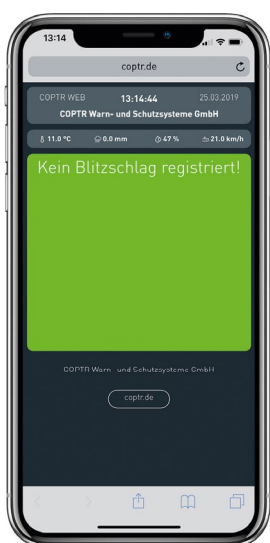 13:14
coptr.de
COPTR WEB 13:14:44 25.03.2019
COPTR Warn- und Schutzsysteme GmbH
11.0 °C 0.0 mm 47 % 21.0 km/h
Kein Blitzschlag registriert!
COPTR Warn- und Schutzsysteme GmbH
coptr.de